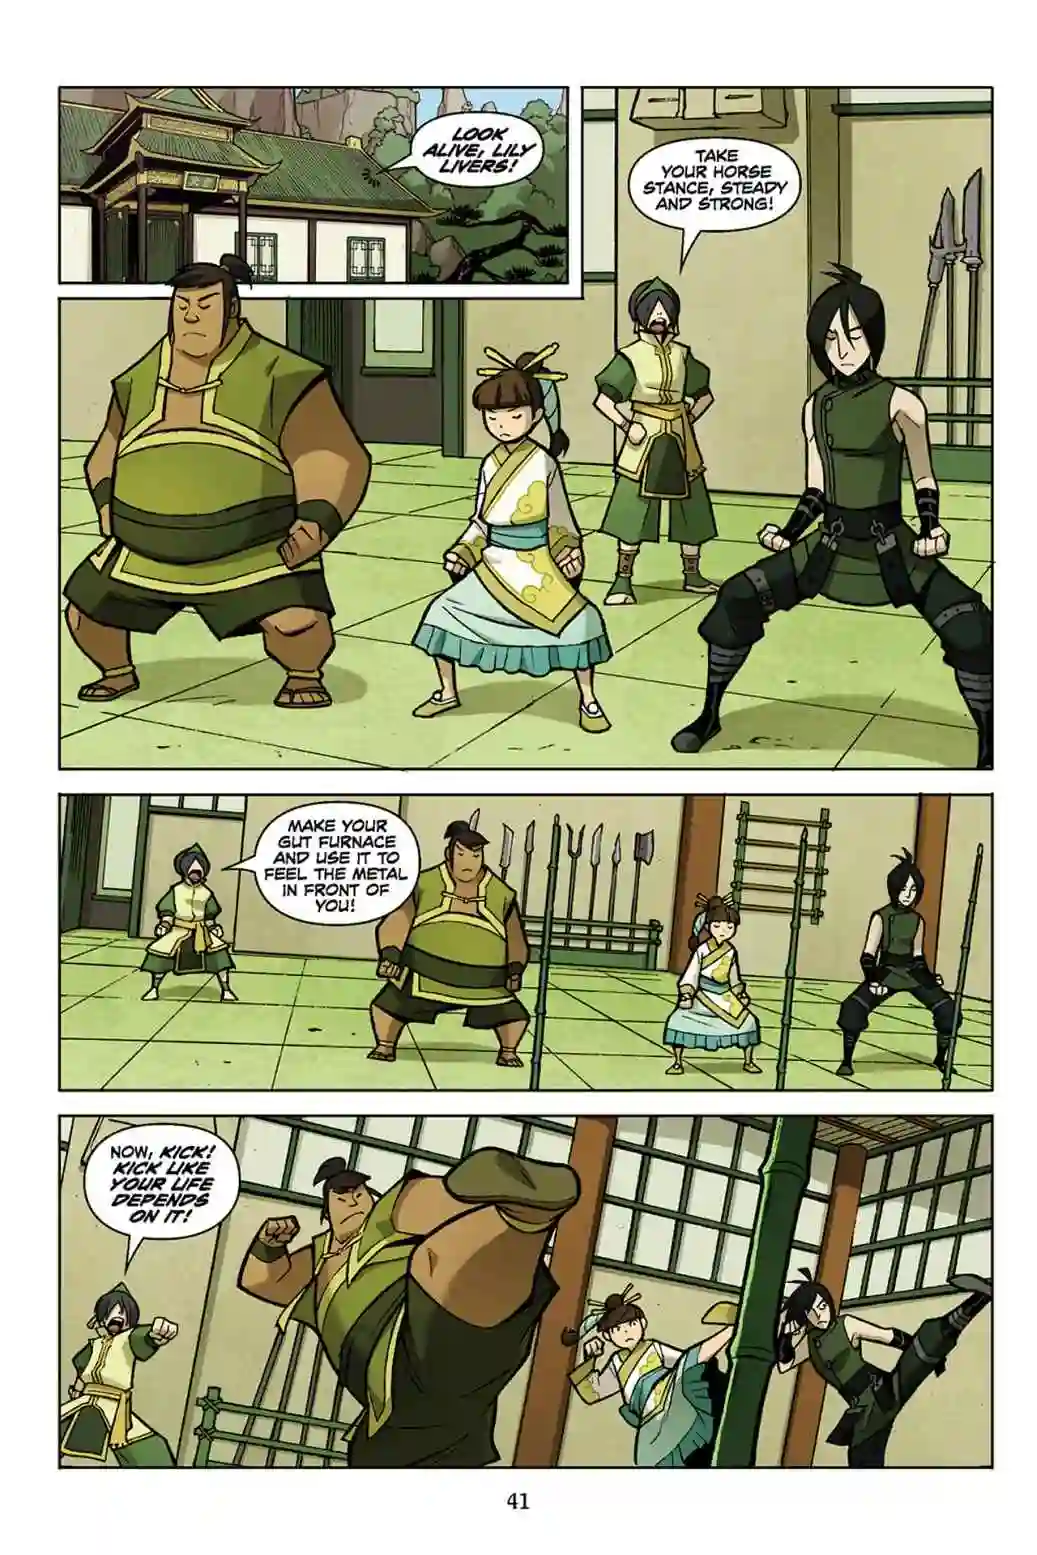 LOOK
ALIVE, LILY
LIVERS!
TAKE
YOUR HORSE
STANCE, STEADY
AND STRONG!
MAKE YOUR
GUT FURNACE
AND USE IT TO
FEEL THE METAL
IN FRONT OF
YOU!
NOW, KICK!
KICK LIKE
YOUR LIFE
DEPENDS
ON IT!
41